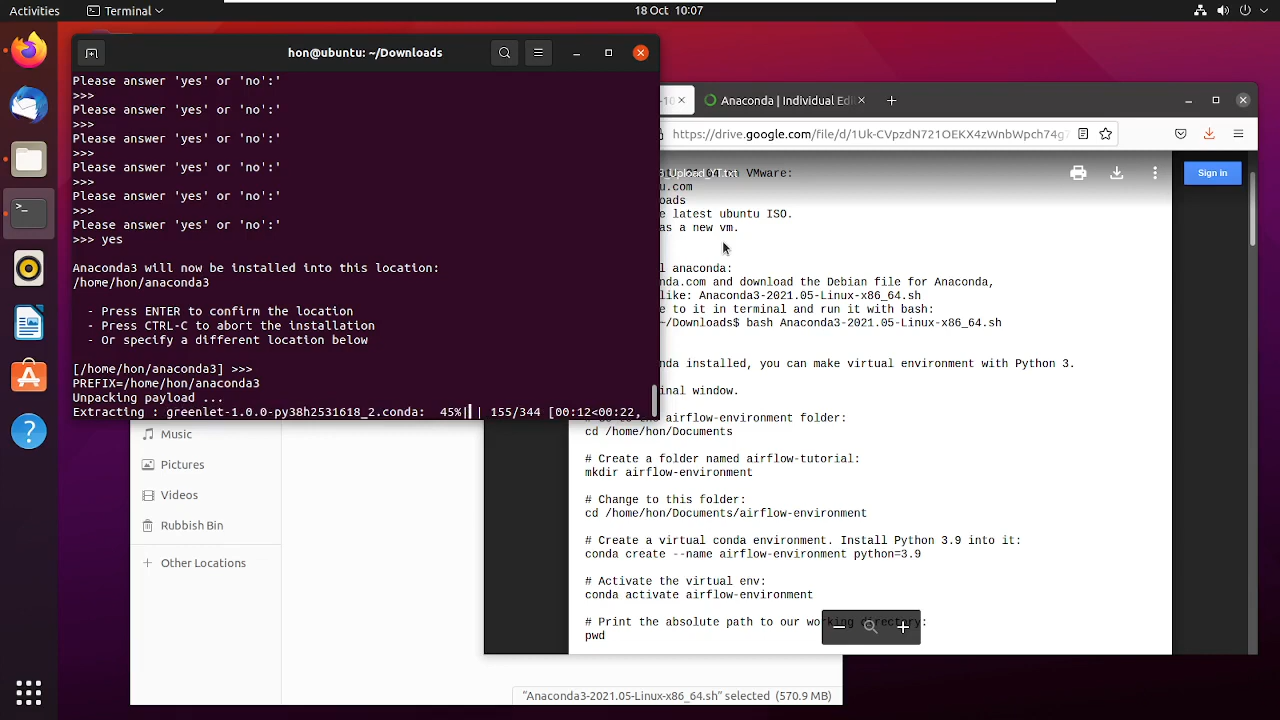 Activities
Terminal
18 Oct 10:07
hon@ubuntu: ~/Downloads
Please answer 'yes' or 'no':'
>>>
Please answer 'yes' or 'no':'
>>>
Please answer 'yes' or 'no':'
>>>
Please answer 'yes' or 'no':'
>>>
Please answer 'yes' or 'no':'
>>>
Please answer 'yes' or 'no':'
>>> yes
Anaconda3 will now be installed into this location:
/home/hon/anaconda3
- Press ENTER to confirm the location
- Press CTRL-C to abort the installation
- Or specify a different location below
[/home/hon/anaconda3] >>>
PREFIX=/home/hon/anaconda3
Unpacking payload ...
Extracting : greenlet-1.0.0-py38h2531618_2.conda: 45%| | 155/344 [00:12<00:22,
Anaconda | Individual Edi
https://drive.google.com/file/d/1Uk-CVpzdN721OEKX4zWnbWpch74g7
Sign in
VMware:
u.com
oads
e latest ubuntu ISO.
as a new vm.
l anaconda:
nda.com and download the Debian file for Anaconda,
like: Anaconda3-2021.05-Linux-x86_64.sh
e to it in terminal and run it with bash:
~/Downloads$ bash Anaconda3-2021.05-Linux-x86_64.sh
nda installed, you can make virtual environment with Python 3.
inal window.
airflow-environment folder:
cd /home/hon/Documents
# Create a folder named airflow-tutorial:
mkdir airflow-environment
# Change to this folder:
cd /home/hon/Documents/airflow-environment
# Create a virtual conda environment. Install Python 3.9 into it:
conda create --name airflow-environment python=3.9
# Activate the virtual env:
conda activate airflow-environment
# Print the absolute path to our working directory:
pwd
Music
Pictures
Videos
Rubbish Bin
Other Locations
“Anaconda3-2021.05-Linux-x86_64.sh” selected (570.9 MB)